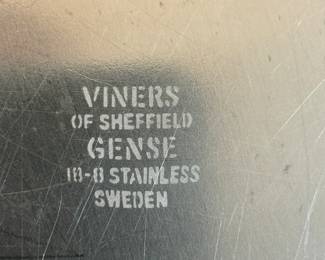 VINERS
OF SHEFFIELD
GENSE
18-8 STAINLESS
SWEDEN